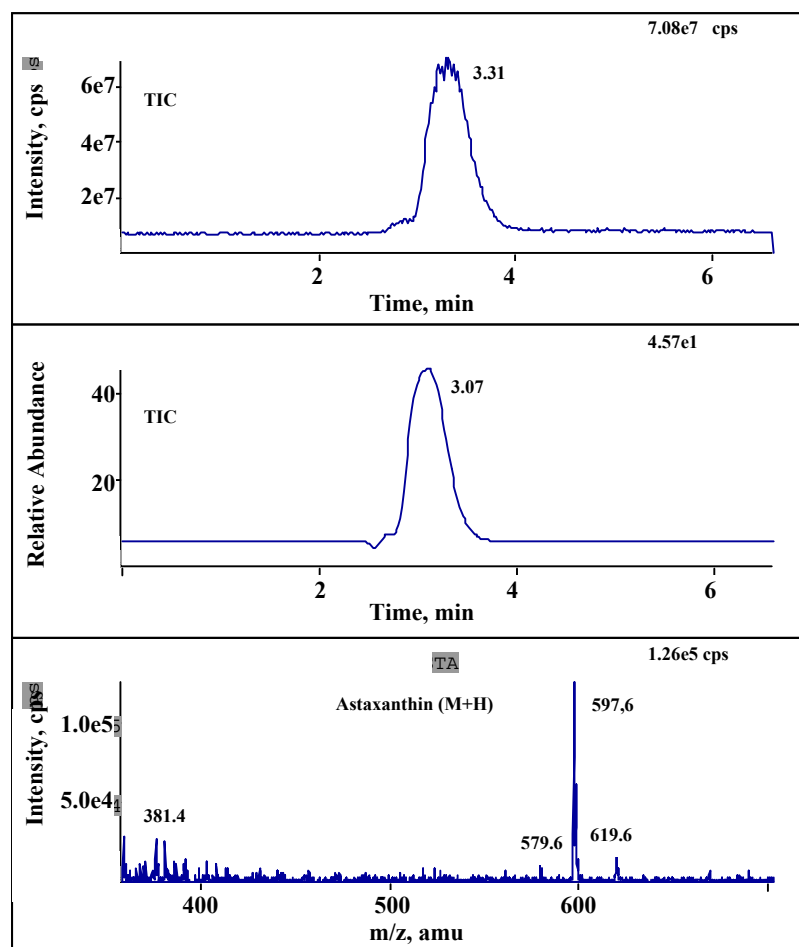 7.08e7 cps
Intensity, cps
6e7
4e7
2e7
TIC
3.31
2 4 6
Time, min
4.57e1
Relative Abundance
40
20
TIC
3.07
2 4 6
Time, min
TA
1.26e5 cps
Intensity, cps
Astaxanthin (M+H)
597,6
1.0e5
5.0e4
381.4
579.6
619.6
400 500 600
m/z, amu